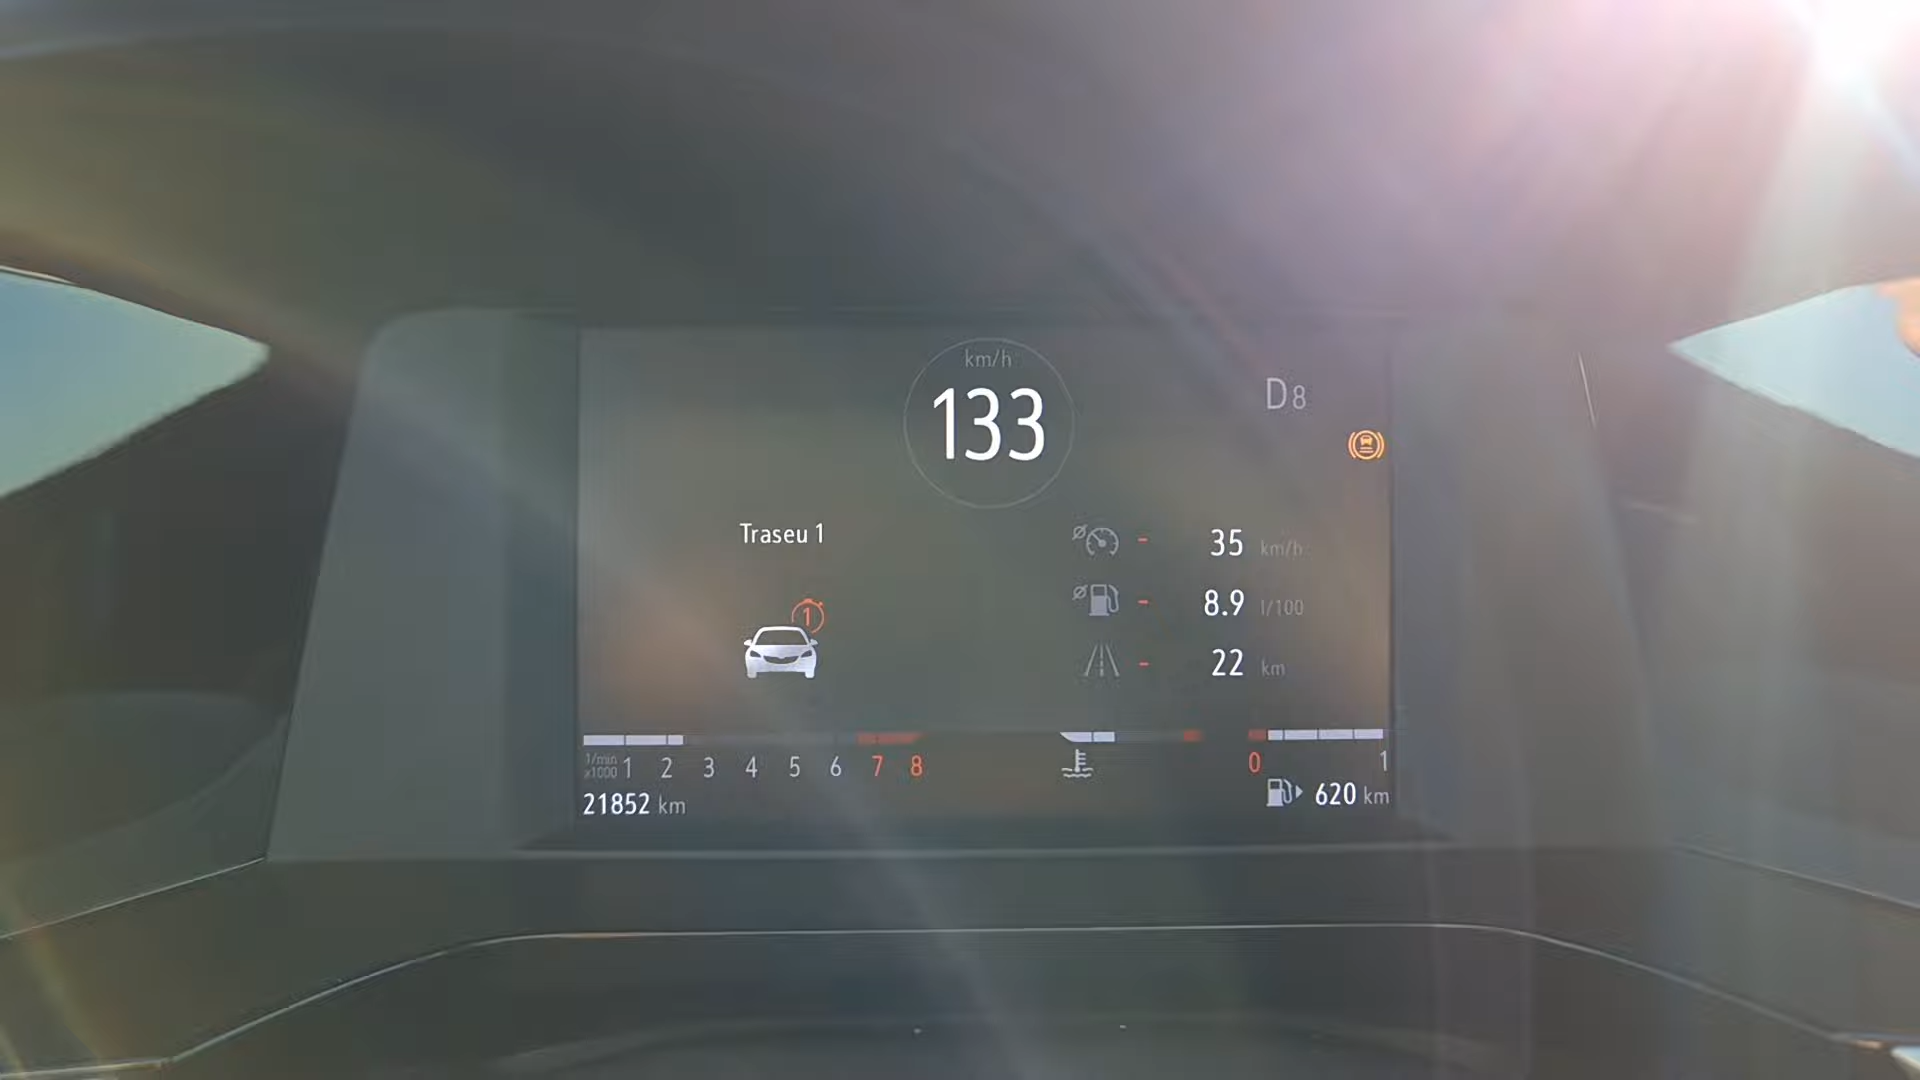 km/h
133
D8
Traseu 1
1
Ø - 35 km/h
Ø - 8.9 l/100
- 22 km
1/min
x1000 1 2 3 4 5 6 7 8
0 1
21852 km
620 km